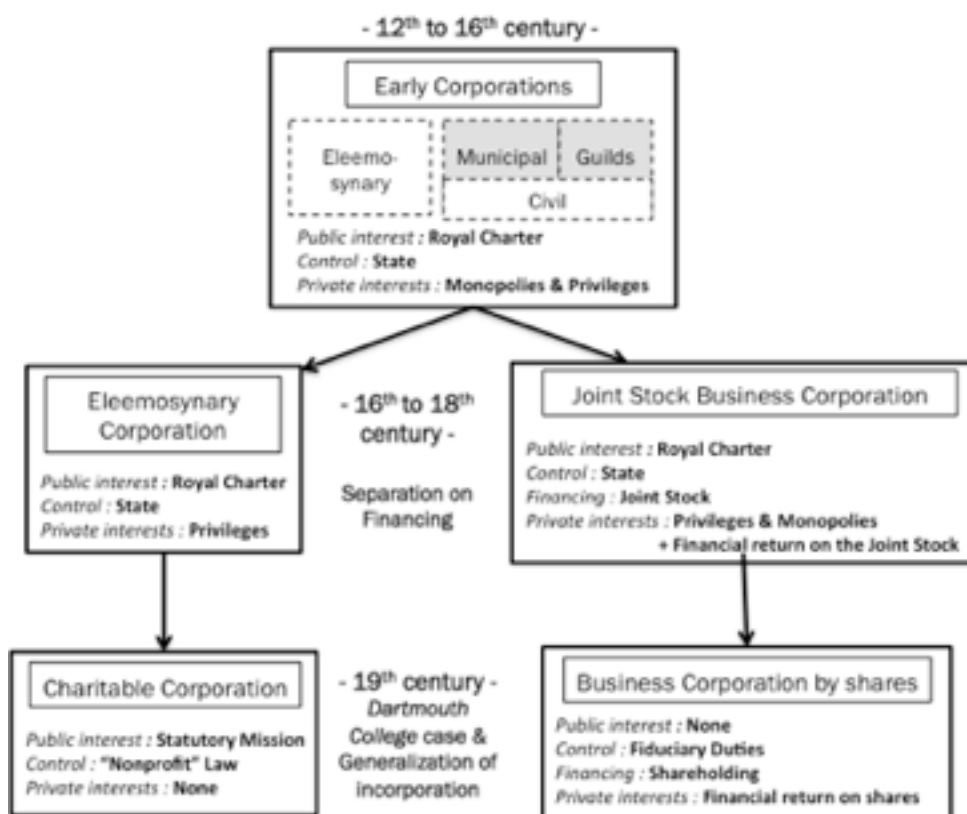 - 12th to 16th century -
Early Corporations
Eleemo-
synary
Municipal
Guilds
Civil
Public interest : Royal Charter
Control : State
Private interests : Monopolies & Privileges
Eleemosynary
Corporation
Public interest : Royal Charter
Control : State
Private interests : Privileges
- 16th to 18th
century -
Separation on
Financing
Joint Stock Business Corporation
Public interest : Royal Charter
Control : State
Financing : Joint Stock
Private interests : Privileges & Monopolies
+ Financial return on the Joint Stock
Charitable Corporation
Public interest : Statutory Mission
Control : "Nonprofit" Law
Private interests : None
- 19th century -
Dartmouth
College case &
Generalization of
incorporation
Business Corporation by shares
Public interest : None
Control : Fiduciary Duties
Financing : Shareholding
Private interests : Financial return on shares